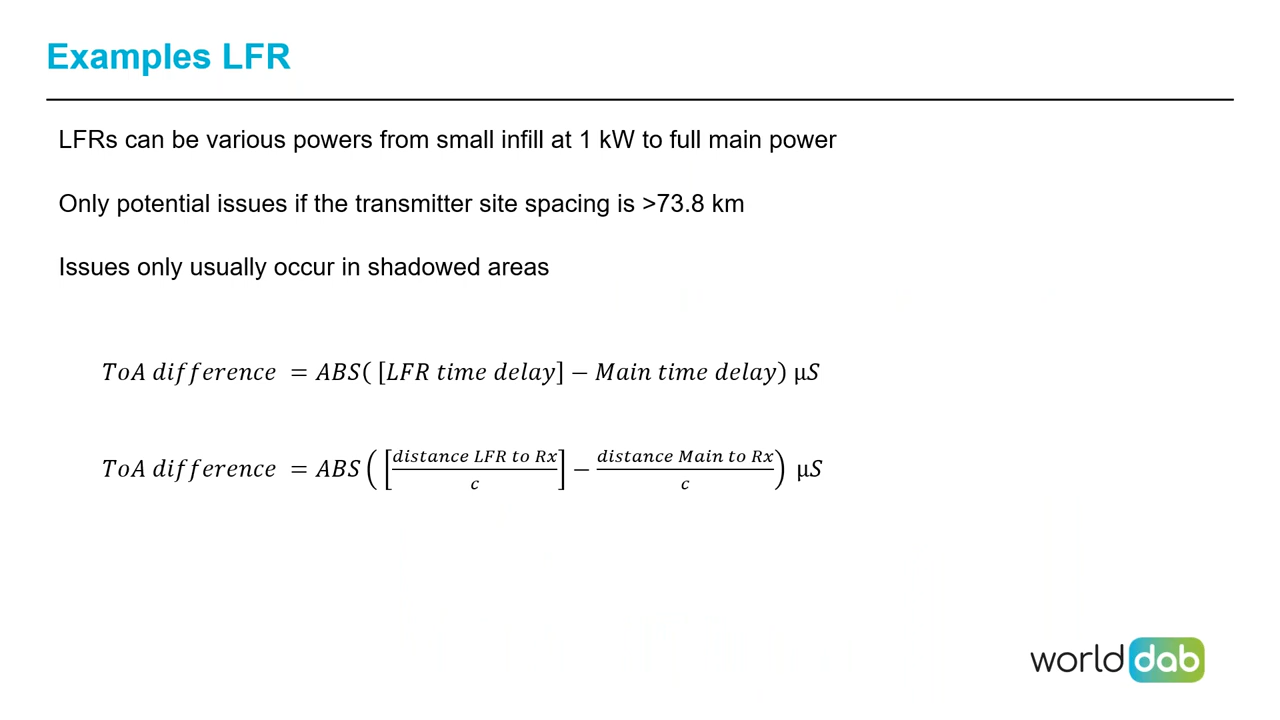 Examples LFR
LFRs can be various powers from small infill at 1 kW to full main power
Only potential issues if the transmitter site spacing is >73.8 km
Issues only usually occur in shadowed areas
ToA difference = ABS( [LFR time delay] − Main time delay) µS
ToA difference = ABS([distance LFR to Rx / c] − distance Main to Rx / c) µS
world dab